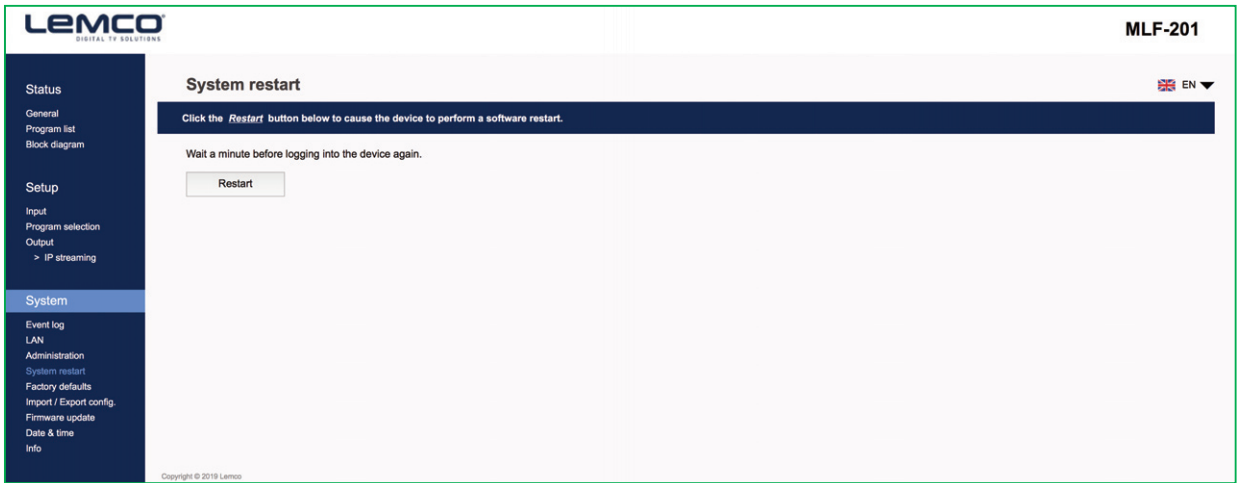 LEMCO
DIGITAL TV SOLUTIONS
MLF-201
Status
General
Program list
Block diagram
Setup
Input
Program selection
Output
> IP streaming
System
Event log
LAN
Administration
System restart
Factory defaults
Import / Export config.
Firmware update
Date & time
Info
System restart
EN
Click the Restart button below to cause the device to perform a software restart.
Wait a minute before logging into the device again.
Restart
Copyright © 2019 Lemco